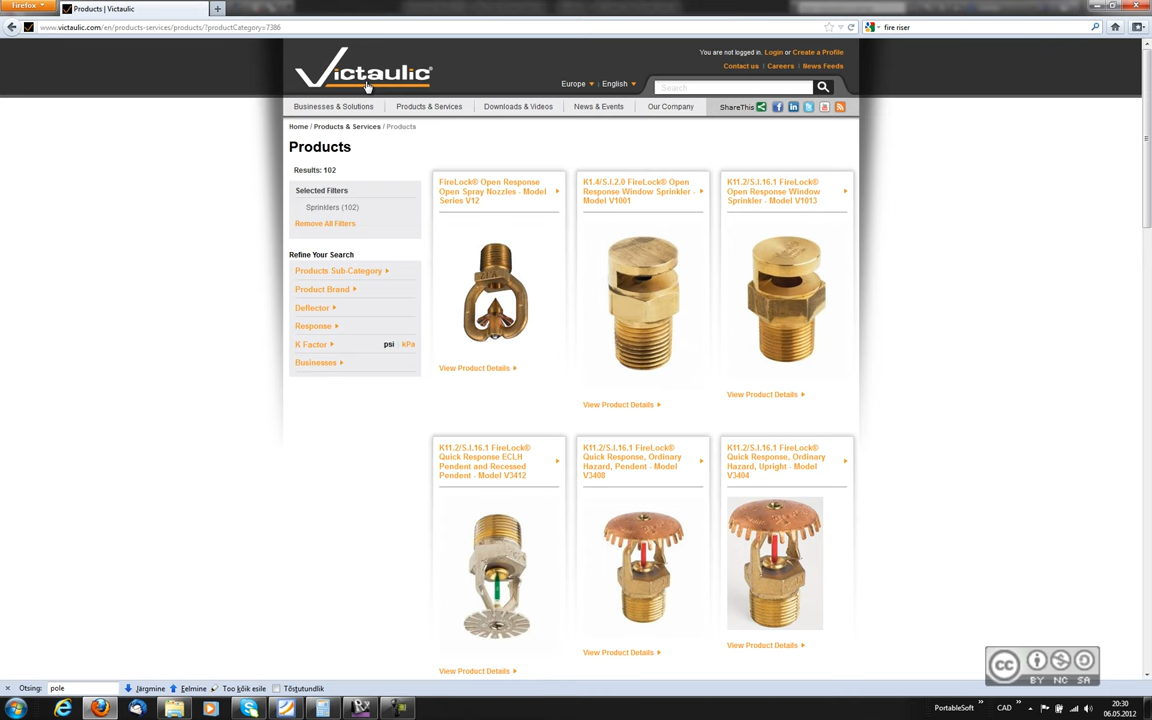 Firefox
Products | Victaulic
www.victaulic.com/en/products-services/products/?productCategory=7386
fire riser
You are not logged in. Login or Create a Profile
Contact us | Careers | News Feeds
Victaulic®
Europe | English
Search
Businesses & Solutions
Products & Services
Downloads & Videos
News & Events
Our Company
ShareThis
Home / Products & Services / Products
Products
Results: 102
Selected Filters
Sprinklers (102)
Remove All Filters
Refine Your Search
Products Sub-Category
Product Brand
Deflector
Response
K Factor psi | kPa
Businesses
FireLock® Open Response
Open Spray Nozzles - Model
Series V12
View Product Details
K1.4/S.I.2.0 FireLock® Open
Response Window Sprinkler -
Model V1001
View Product Details
K11.2/S.I.16.1 FireLock®
Open Response Window
Sprinkler - Model V1013
View Product Details
K11.2/S.I.16.1 FireLock®
Quick Response ECLH
Pendent and Recessed
Pendent - Model V3412
View Product Details
K11.2/S.I.16.1 FireLock®
Quick Response, Ordinary
Hazard, Pendent - Model
V3408
View Product Details
K11.2/S.I.16.1 FireLock®
Quick Response, Ordinary
Hazard, Upright - Model
V3404
View Product Details
cc
BY NC SA
Otsing: pole Järgmine Eelmine Too kõik esile Tõstutundlik
PortableSoft
CAD
20:30
06.05.2012